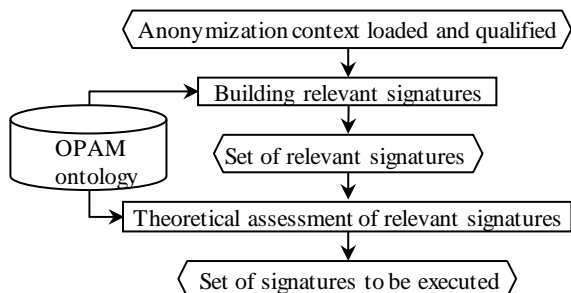 Anonymization context loaded and qualified
Building relevant signatures
OPAM
ontology
Set of relevant signatures
Theoretical assessment of relevant signatures
Set of signatures to be executed